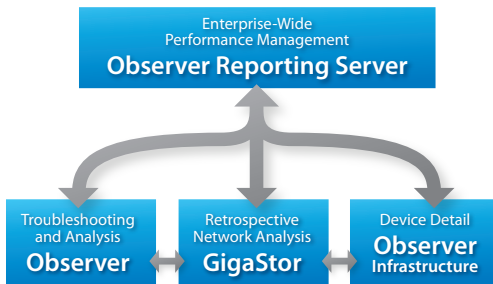 Enterprise-Wide
Performance Management
Observer Reporting Server
Troubleshooting
and Analysis
Observer
Retrospective
Network Analysis
GigaStor
Device Detail
Observer
Infrastructure